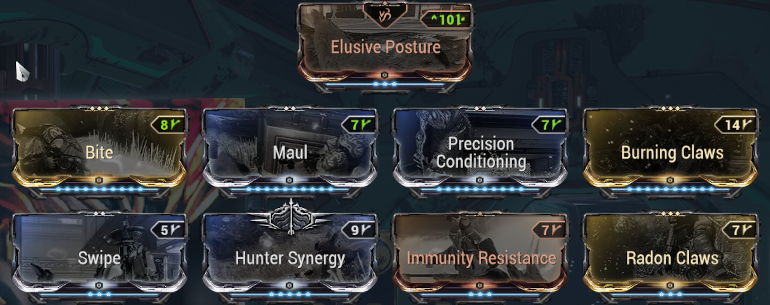 ^101-
Elusive Posture
8
Bite
7
Maul
7
Precision
Conditioning
14
Burning Claws
5
Swipe
9
Hunter Synergy
7
Immunity Resistance
7
Radon Claws